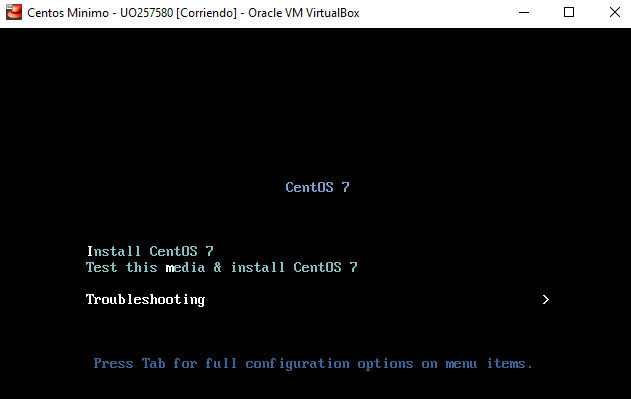 Centos Minimo - UO257580 [Corriendo] - Oracle VM VirtualBox
CentOS 7
Install CentOS 7
Test this media & install CentOS 7
Troubleshooting >
Press Tab for full configuration options on menu items.